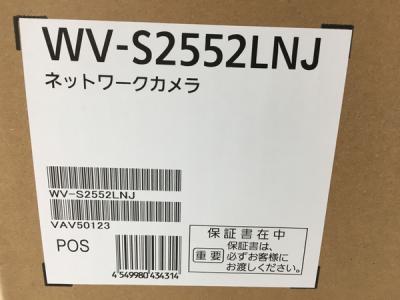 WV-S2552LNJ
ネットワークカメラ
WV-S2552LNJ
VAV50123
POS
4 549980 434314
保証書在中
重要 保証書は、
必ずお客様に
お渡しください。